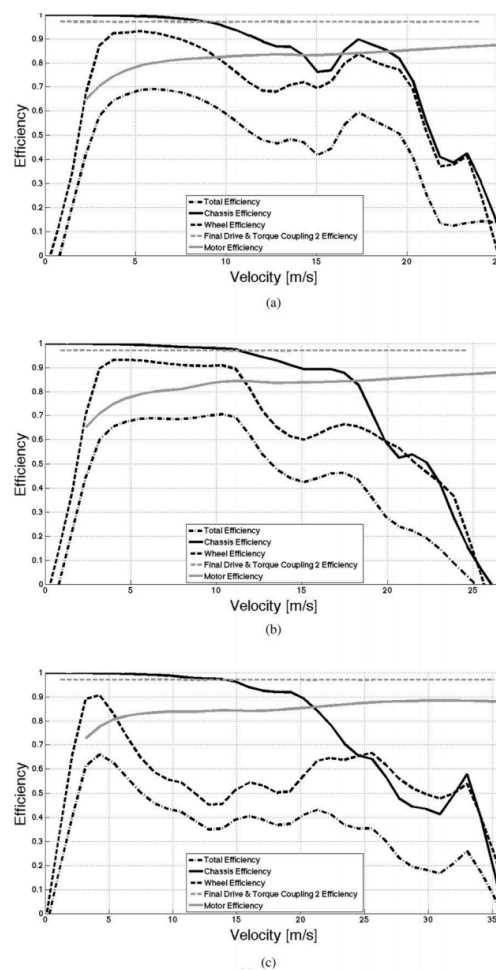 1
0.9
0.8
0.7
0.6
0.5
0.4
0.3
0.2
0.1
0
Efficiency
Total Efficiency
Chassis Efficiency
Wheel Efficiency
Final Drive & Torque Coupling 2 Efficiency
Motor Efficiency
0 5 10 15 20 25
Velocity [m/s]
(a)
1
0.9
0.8
0.7
0.6
0.5
0.4
0.3
0.2
0.1
0
Efficiency
Total Efficiency
Chassis Efficiency
Wheel Efficiency
Final Drive & Torque Coupling 2 Efficiency
Motor Efficiency
0 5 10 15 20 25
Velocity [m/s]
(b)
1
0.9
0.8
0.7
0.6
0.5
0.4
0.3
0.2
0.1
0
Efficiency
Total Efficiency
Chassis Efficiency
Wheel Efficiency
Final Drive & Torque Coupling 2 Efficiency
Motor Efficiency
0 5 10 15 20 25 30 35
Velocity [m/s]
(c)